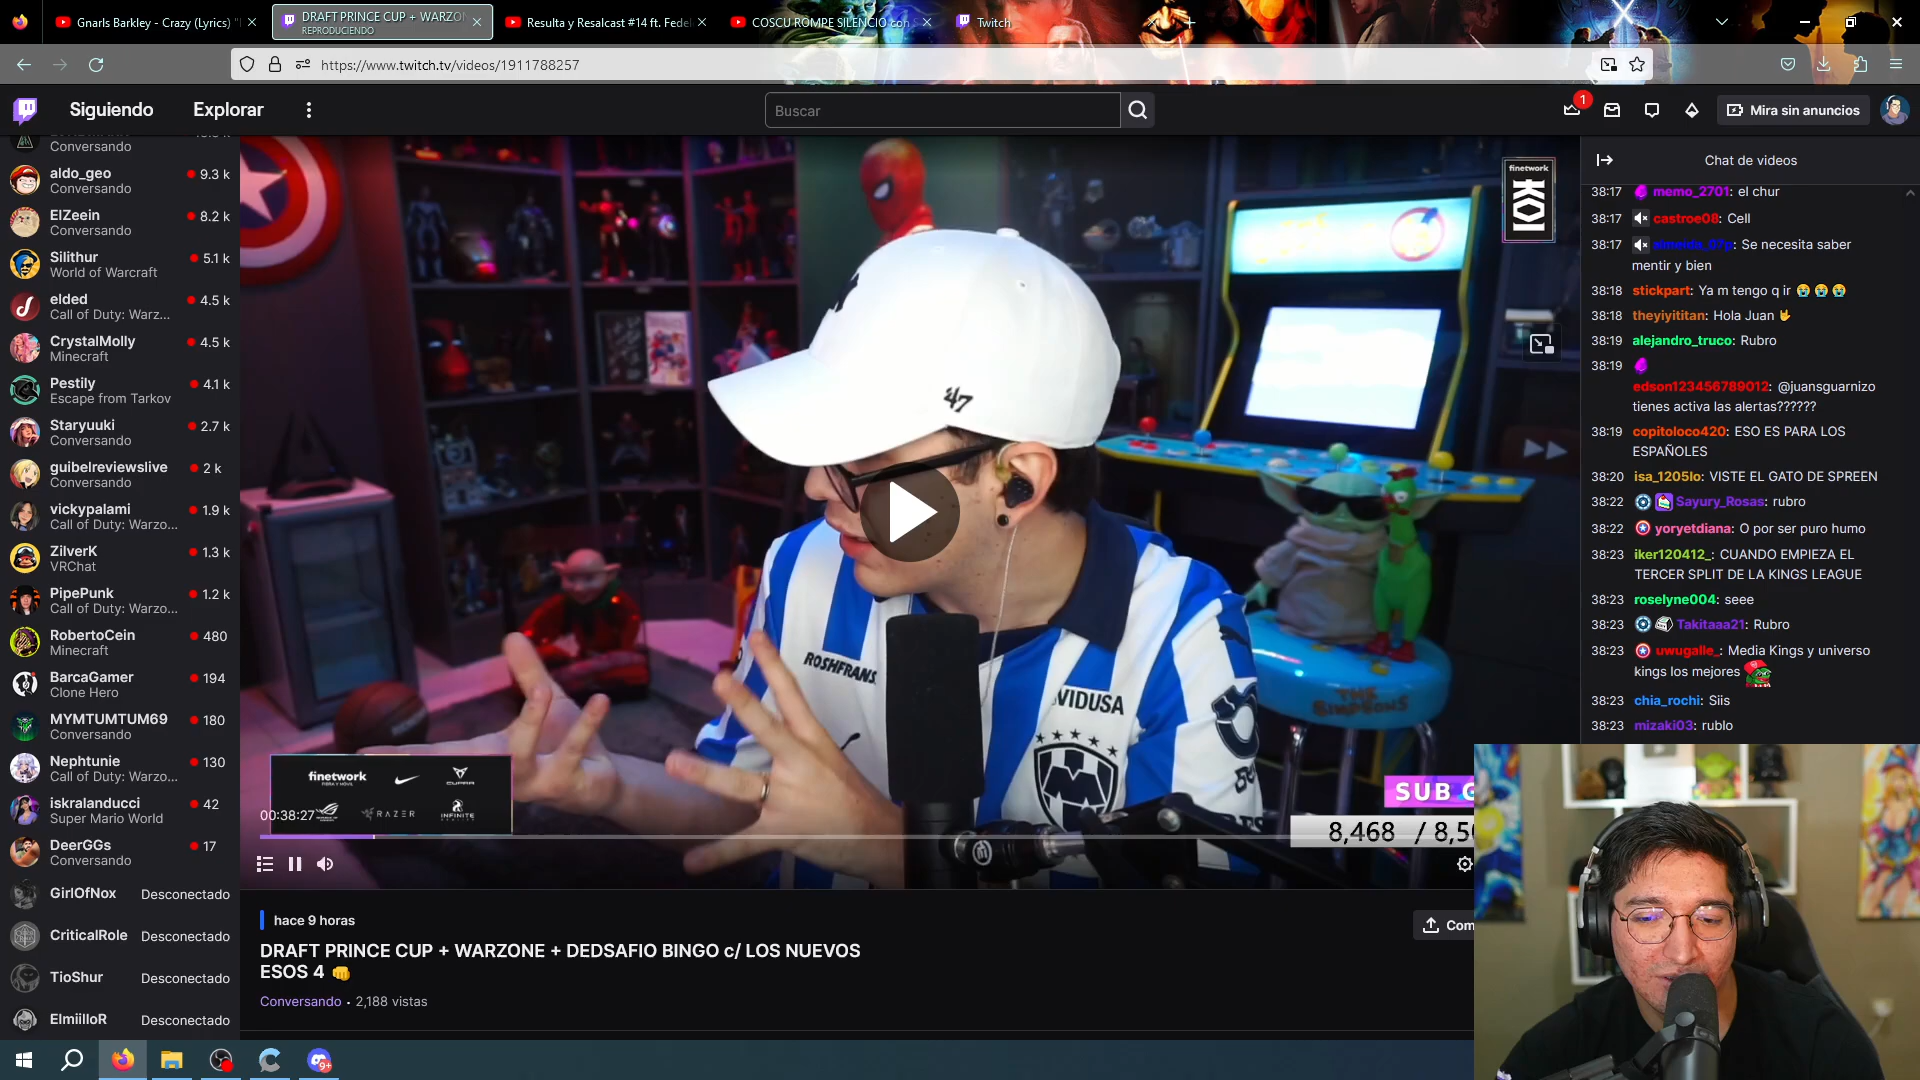 Gnarls Barkley - Crazy (Lyrics)
DRAFT PRINCE CUP + WARZO
REPRODUCIENDO
Resulta y Resalcast #14 ft. Fede
COSCU ROMPE SILENCIO con S
Twitch
https://www.twitch.tv/videos/1911788257
Siguiendo
Explorar
Buscar
1
Mira sin anuncios
Conversando
aldo_geo
9.3 k
Conversando
ElZeein
8.2 k
Conversando
Silithur
5.1 k
World of Warcraft
elded
4.5 k
Call of Duty: Warz...
CrystalMolly
4.5 k
Minecraft
Pestily
4.1 k
Escape from Tarkov
Staryuuki
2.7 k
Conversando
guibelreviewslive
2 k
Conversando
vickypalami
1.9 k
Call of Duty: Warzo...
ZilverK
1.3 k
VRChat
PipePunk
1.2 k
Call of Duty: Warzo...
RobertoCein
480
Minecraft
BarcaGamer
194
Clone Hero
MYMTUMTUM69
180
Conversando
Nephtunie
130
Call of Duty: Warzo...
iskralanducci
42
Super Mario World
DeerGGs
17
Conversando
GirlOfNox
Desconectado
CriticalRole
Desconectado
TioShur
Desconectado
ElmiilloR
Desconectado
finetwork
KOI
47
ROSHFRANS
VIDUSA
THE SIMPSONS
finetwork
CUPRA
RAZER
INFINITE
00:38:27
SUB G
8,468 / 8,50
hace 9 horas
Com
DRAFT PRINCE CUP + WARZONE + DEDSAFIO BINGO c/ LOS NUEVOS
ESOS 4 👊
Conversando • 2,188 vistas
Chat de videos
38:17 memo_2701: el chur
38:17 castroe08: Cell
38:17 almeida_07p: Se necesita saber
mentir y bien
38:18 stickpart: Ya m tengo q ir 😭 😭 😭
38:18 theyiyititan: Hola Juan 🤟
38:19 alejandro_truco: Rubro
38:19
edson123456789012: @juansguarnizo
tienes activa las alertas??????
38:19 copitoloco420: ESO ES PARA LOS
ESPAÑOLES
38:20 isa_1205lo: VISTE EL GATO DE SPREEN
38:22 Sayury_Rosas: rubro
38:22 yoryetdiana: O por ser puro humo
38:23 iker120412_: CUANDO EMPIEZA EL
TERCER SPLIT DE LA KINGS LEAGUE
38:23 roselyne004: seee
38:23 Takitaaa21: Rubro
38:23 uwugalle_: Media Kings y universo
kings los mejores
38:23 chia_rochi: Siis
38:23 mizaki03: rublo
9+